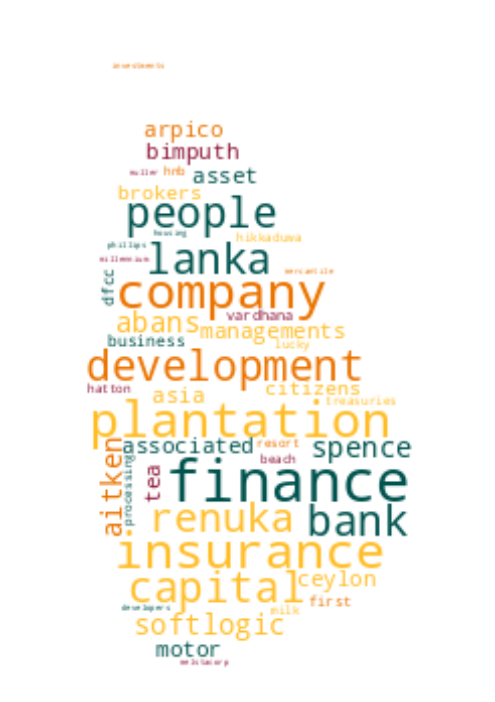 investments
arpico
bimputh
muller hnb asset
brokers
people
housing
phillips hikkaduwa
millennium lanka mercantile
dfcc
company
vardhana
abans managements
business lucky
development
hatton citizens
asia treasuries
plantation
associated resort spence
beach
aitken processing tea finance
renuka bank
insurance
capital ceylon
developers first
milk
softlogic
motor
melstacorp